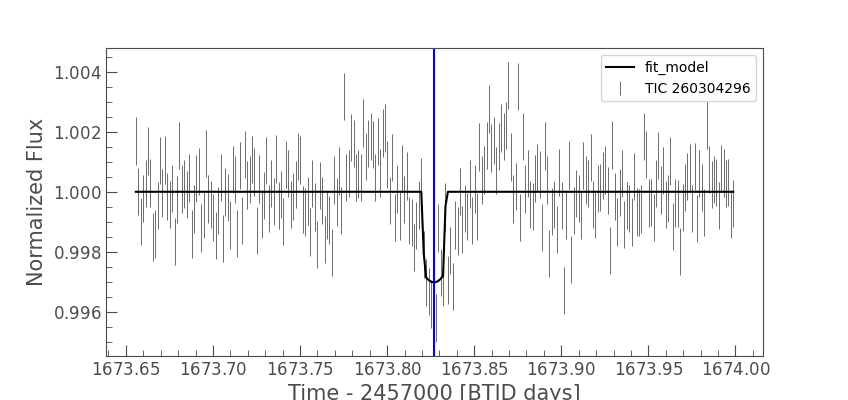 fit_model
TIC 260304296
1.004
1.002
1.000
0.998
0.996
Normalized Flux
1673.65 1673.70 1673.75 1673.80 1673.85 1673.90 1673.95 1674.00
Time - 2457000 [BTJD days]